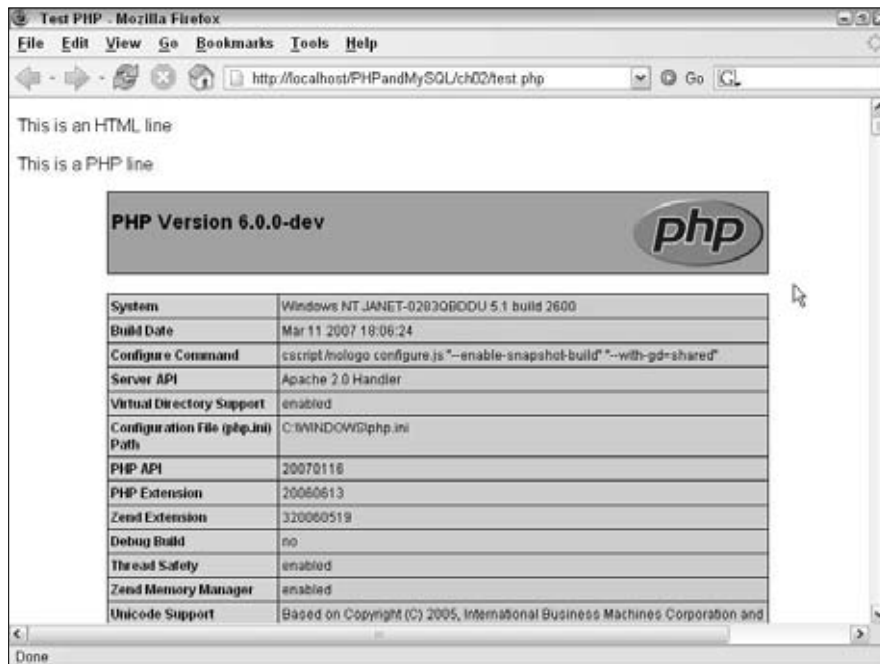 Test PHP - Mozilla Firefox
File Edit View Go Bookmarks Tools Help
http://localhost/PHPandMySQL/ch02/test.php Go G
This is an HTML line
This is a PHP line
PHP Version 6.0.0-dev php
System Windows NT JANET-0283QBDDU 5.1 build 2600
Build Date Mar 11 2007 18:06:24
Configure Command cscript /nologo configure.js "--enable-snapshot-build" "--with-gd=shared"
Server API Apache 2.0 Handler
Virtual Directory Support enabled
Configuration File (php.ini) C:\WINDOWS\php.ini
Path
PHP API 20070116
PHP Extension 20060613
Zend Extension 320060519
Debug Build no
Thread Safety enabled
Zend Memory Manager enabled
Unicode Support Based on Copyright (C) 2005, International Business Machines Corporation and
Done